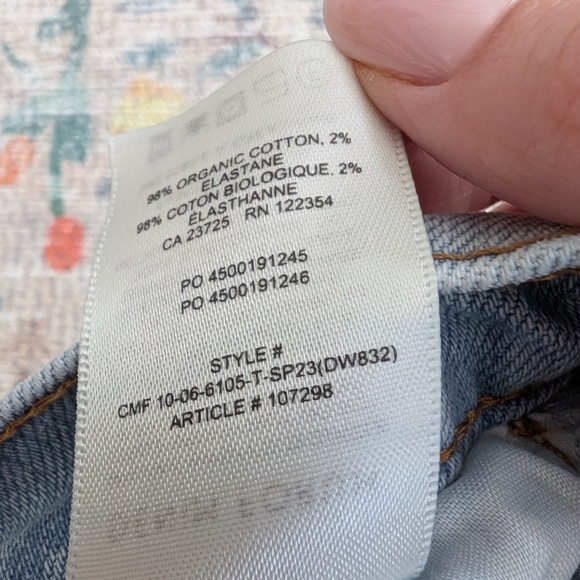 98% ORGANIC COTTON, 2%
ELASTANE
98% COTON BIOLOGIQUE, 2%
ÉLASTHANNE
CA 23725 RN 122354
PO 4500191245
PO 4500191246
STYLE #
CMF 10-06-6105-T-SP23(DW832)
ARTICLE # 107298